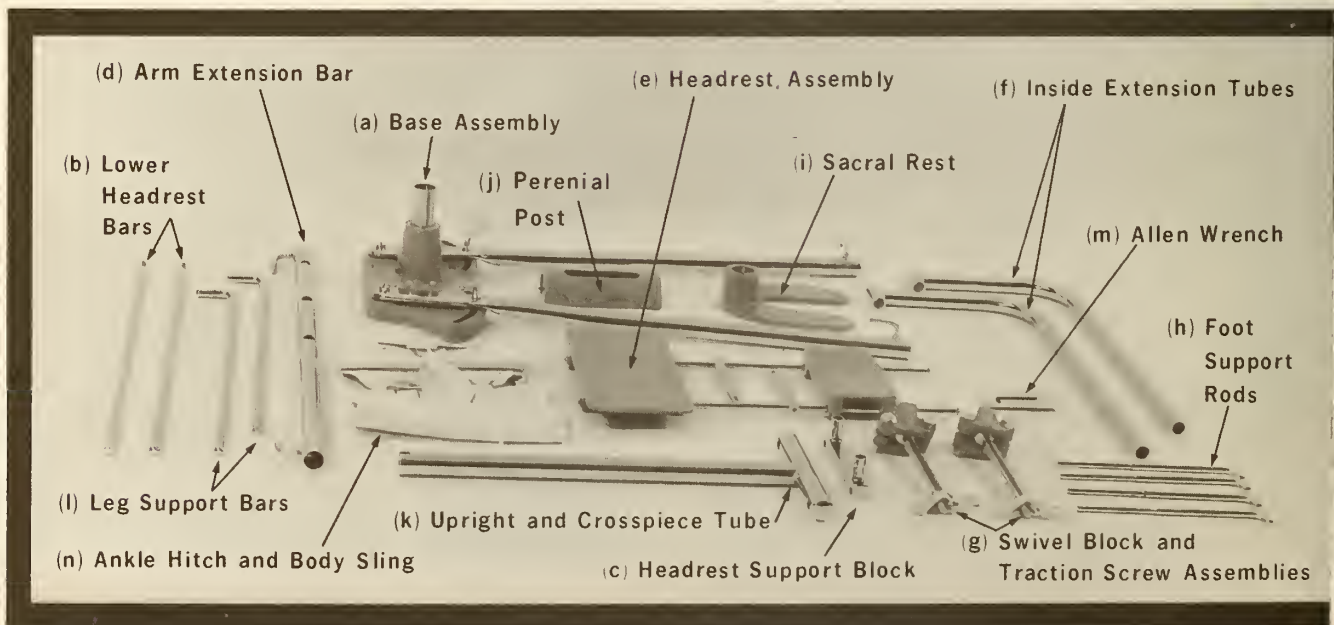 (d) Arm Extension Bar
(e) Headrest, Assembly
(f) Inside Extension Tubes
(a) Base Assembly
(b) Lower
Headrest
Bars
(j) Perenial
Post
(i) Sacral Rest
(m) Allen Wrench
(h) Foot
Support
Rods
(l) Leg Support Bars
(k) Upright and Crosspiece Tube
(g) Swivel Block and
Traction Screw Assemblies
(n) Ankle Hitch and Body Sling
(c) Headrest Support Block